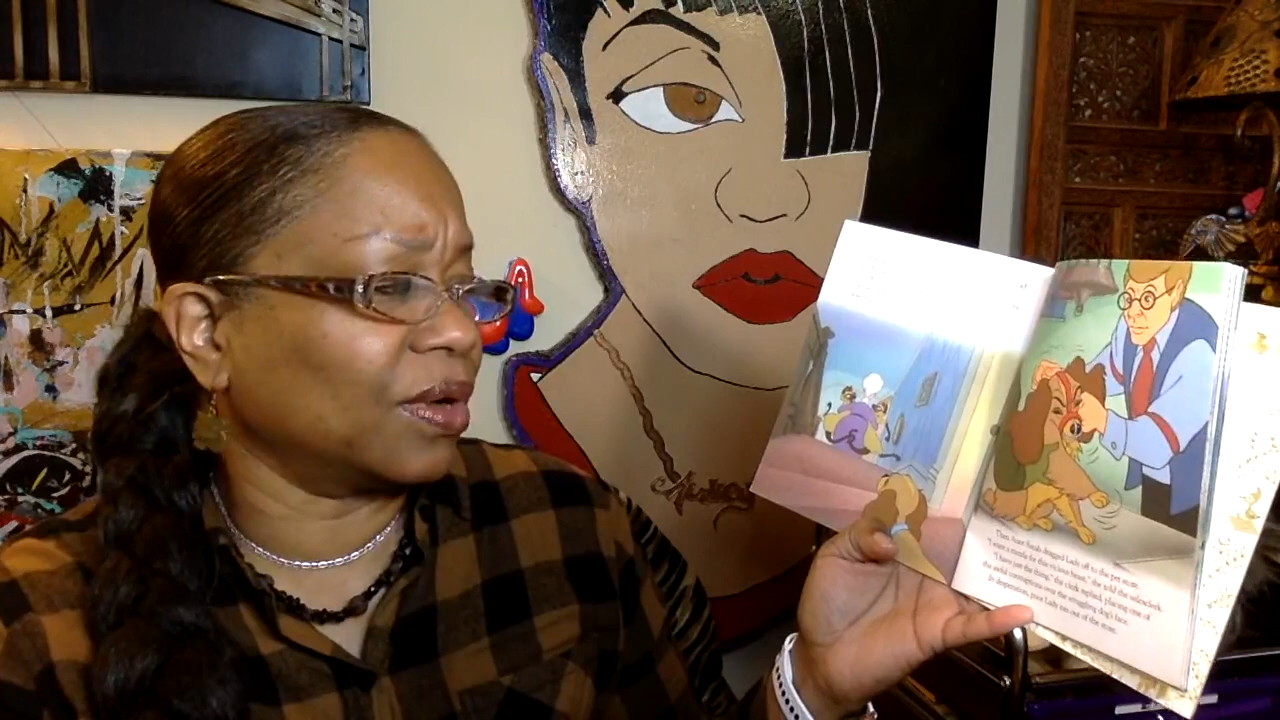 Then Aunt Sarah dragged Lady off to the pet store.
"I want a muzzle for this vicious beast," she told the salesclerk.
"I have just the thing," the clerk replied, placing one of
the awful contraptions over the struggling dog's face.
In desperation, poor Lady ran out of the store.